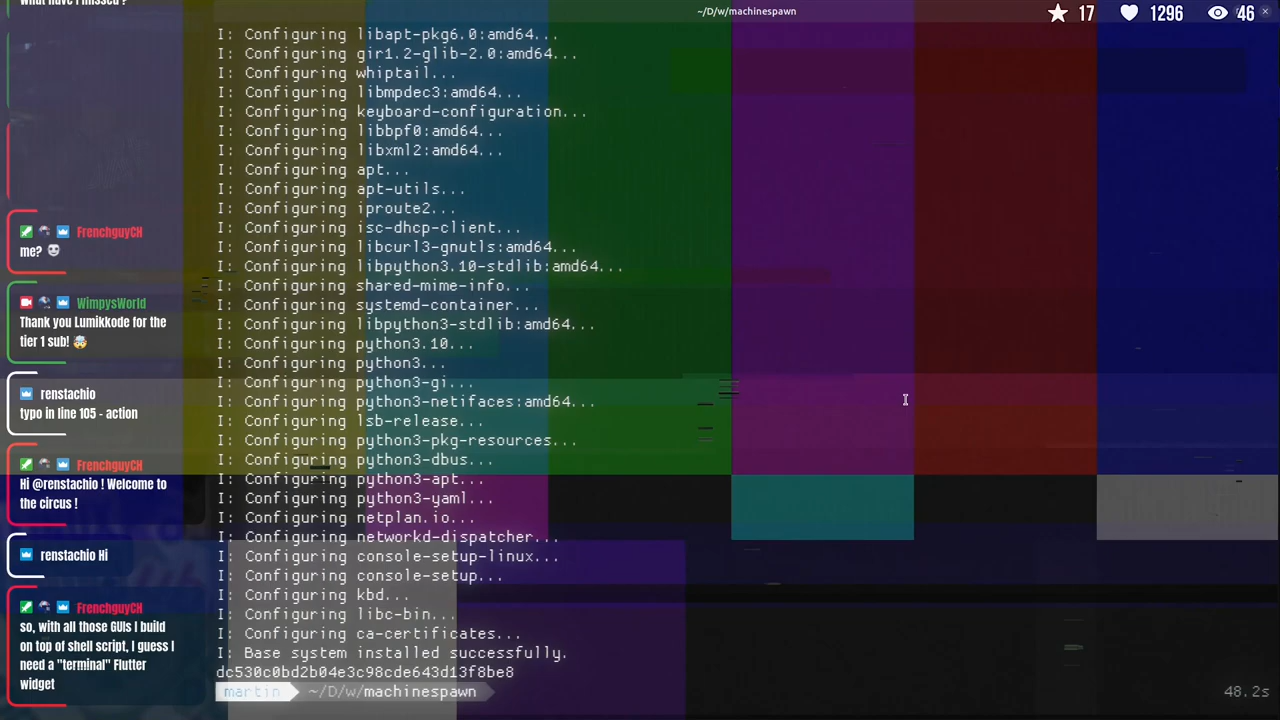 what have I missed ?
FrenchguyCH
me?
WimpysWorld
Thank you Lumikkode for the
tier 1 sub!
renstachio
typo in line 105 - action
FrenchguyCH
Hi @renstachio ! Welcome to
the circus !
renstachio Hi
FrenchguyCH
so, with all those GUIs I build
on top of shell script, I guess I
need a "terminal" Flutter
widget
~/D/w/machinespawn
17
1296
46
I: Configuring libapt-pkg6.0:amd64...
I: Configuring gir1.2-glib-2.0:amd64...
I: Configuring whiptail...
I: Configuring libmpdec3:amd64...
I: Configuring keyboard-configuration...
I: Configuring libbpf0:amd64...
I: Configuring libxml2:amd64...
I: Configuring apt...
I: Configuring apt-utils...
I: Configuring iproute2...
I: Configuring isc-dhcp-client...
I: Configuring libcurl3-gnutls:amd64...
I: Configuring libpython3.10-stdlib:amd64...
I: Configuring shared-mime-info...
I: Configuring systemd-container...
I: Configuring libpython3-stdlib:amd64...
I: Configuring python3.10...
I: Configuring python3...
I: Configuring python3-gi...
I: Configuring python3-netifaces:amd64...
I: Configuring lsb-release...
I: Configuring python3-pkg-resources...
I: Configuring python3-dbus...
I: Configuring python3-apt...
I: Configuring python3-yaml...
I: Configuring netplan.io...
I: Configuring networkd-dispatcher...
I: Configuring console-setup-linux...
I: Configuring console-setup...
I: Configuring kbd...
I: Configuring libc-bin...
I: Configuring ca-certificates...
I: Base system installed successfully.
dc530c0bd2b04e3c98cde643d13f8be8
martin ~/D/w/machinespawn
48.2s